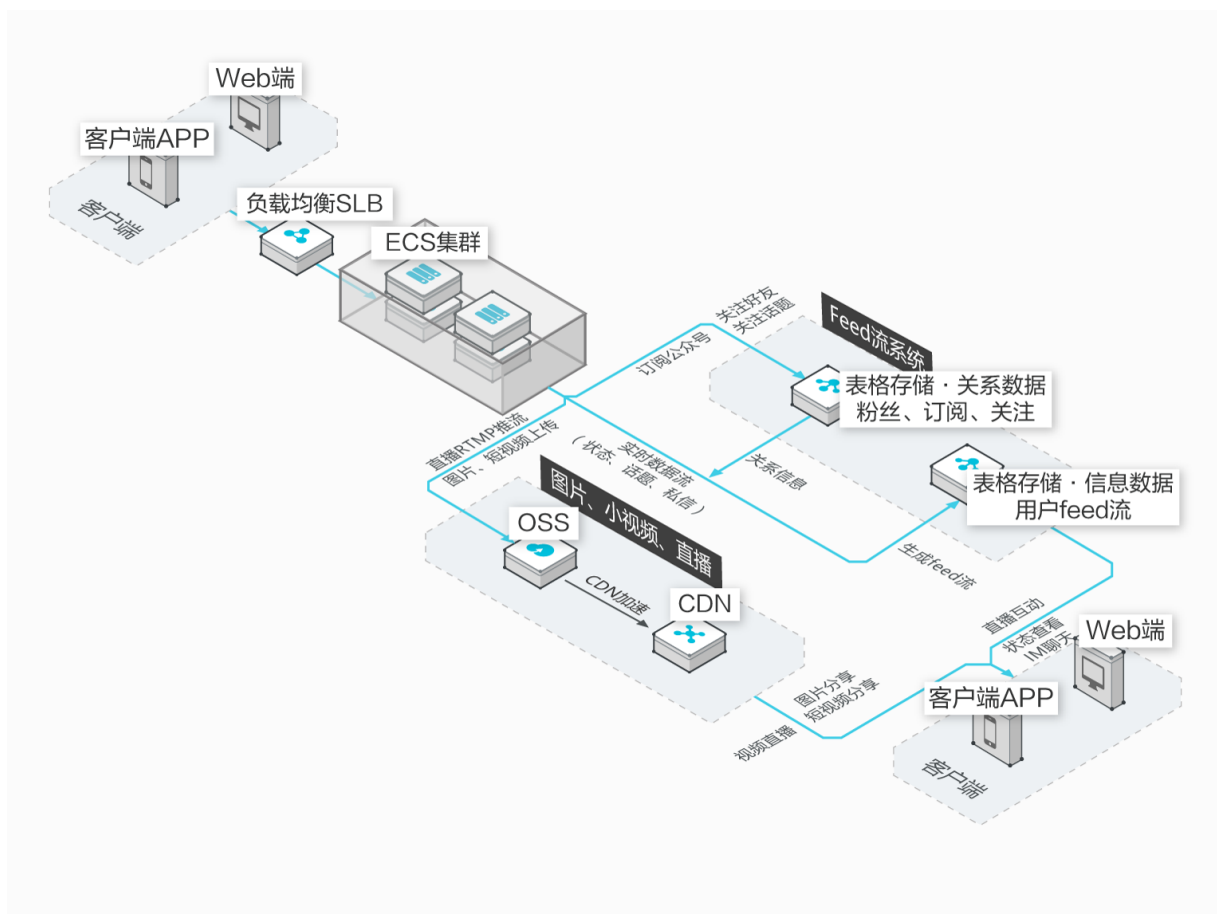 Web端
客户端APP
客户端
负载均衡SLB
ECS集群
关注好友
关注话题
订阅公众号
Feed流系统
表格存储·关系数据
粉丝、订阅、关注
直播RTMP推流
图片、短视频上传
实时数据流
（状态、话题、私信）
关系信息
表格存储·信息数据
用户feed流
图片、小视频、直播
OSS
CDN加速
CDN
生成feed流
直播互动
状态查看
IM聊天
Web端
图片分享
短视频分享
视频直播
客户端APP
客户端